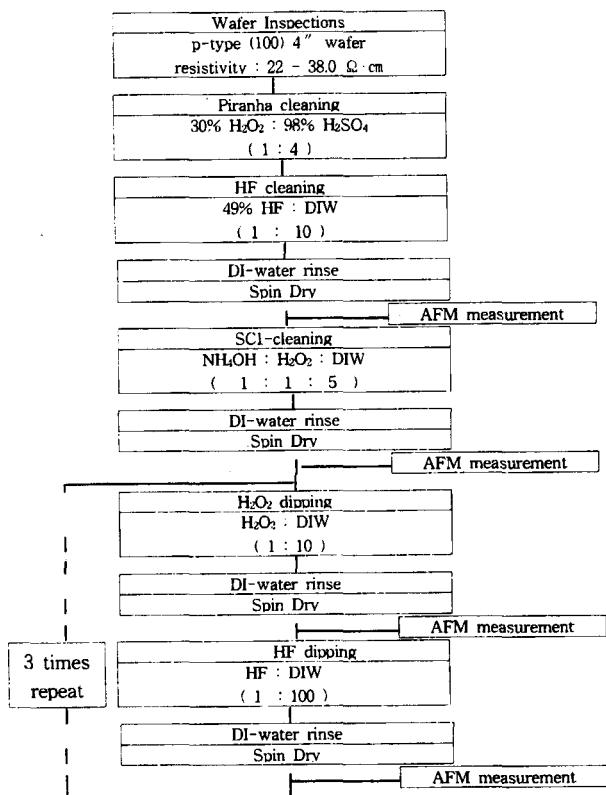 Wafer Inspections
p-type (100) 4″ wafer
resistivity : 22 - 38.0 Ω·cm
Piranha cleaning
30% H₂O₂ : 98% H₂SO₄
( 1 : 4 )
HF cleaning
49% HF : DIW
( 1 : 10 )
DI-water rinse
Spin Dry
AFM measurement
SC1-cleaning
NH₄OH : H₂O₂ : DIW
( 1 : 1 : 5 )
DI-water rinse
Spin Dry
AFM measurement
H₂O₂ dipping
H₂O₂ : DIW
( 1 : 10 )
DI-water rinse
Spin Dry
AFM measurement
3 times
repeat
HF dipping
HF : DIW
( 1 : 100 )
DI-water rinse
Spin Dry
AFM measurement